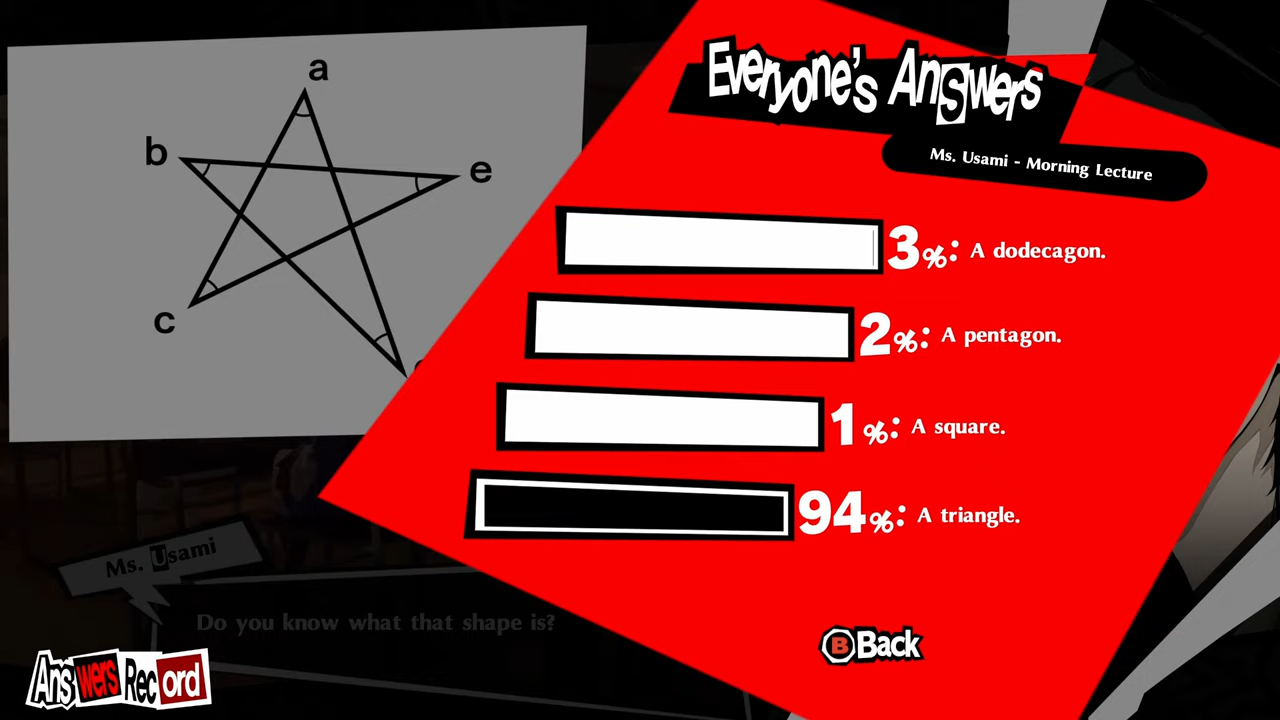 a
b
e
c
Everyone's Answers
Ms. Usami - Morning Lecture
3%: A dodecagon.
2%: A pentagon.
1%: A square.
94%: A triangle.
Ms. Usami
Do you know what that shape is?
B Back
Answers Record